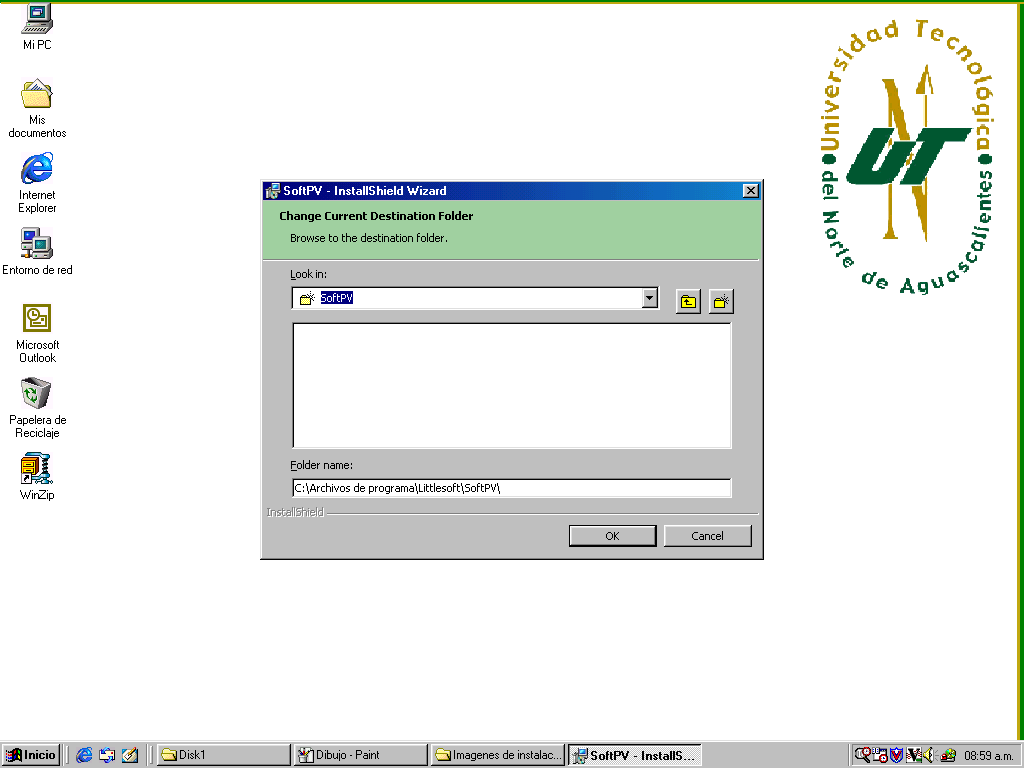 Mi PC
Mis
documentos
Internet
Explorer
Entorno de red
Microsoft
Outlook
Papelera de
Reciclaje
WinZip
Universidad Tecnológica
del Norte de Aguascalientes
UT
N
SoftPV - InstallShield Wizard
Change Current Destination Folder
Browse to the destination folder.
Look in:
SoftPV
Folder name:
C:\Archivos de programa\Littlesoft\SoftPV\
InstallShield
OK
Cancel
Inicio
Disk1
Dibujo - Paint
Imagenes de instalac...
SoftPV - InstallS...
08:59 a.m.